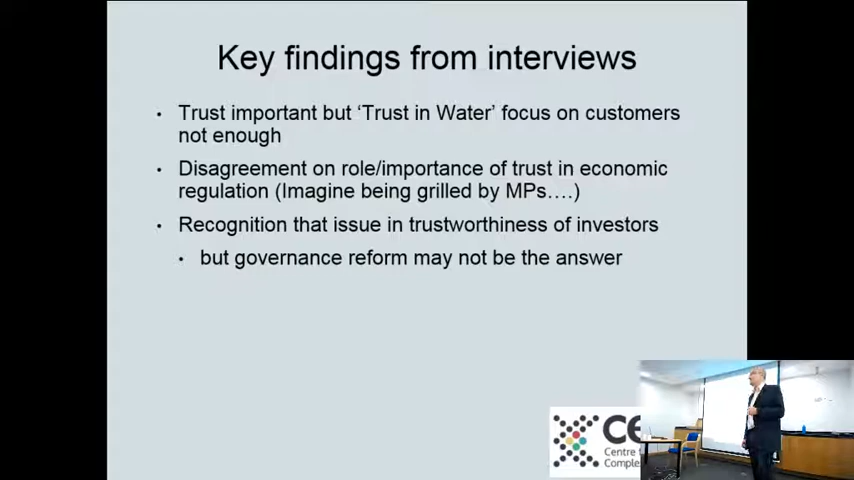 Key findings from interviews
• Trust important but ‘Trust in Water’ focus on customers
not enough
• Disagreement on role/importance of trust in economic
regulation (Imagine being grilled by MPs….)
• Recognition that issue in trustworthiness of investors
• but governance reform may not be the answer
CE
Centre
Comple